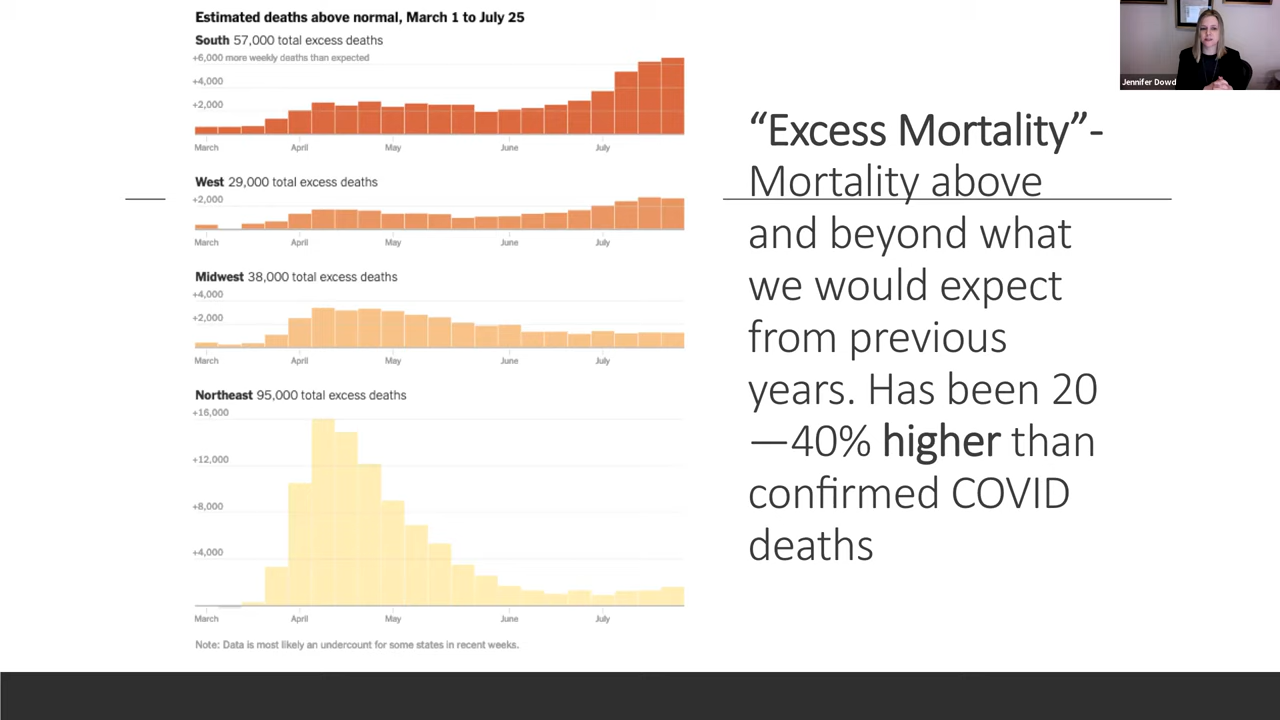 Estimated deaths above normal, March 1 to July 25
South 57,000 total excess deaths
+6,000 more weekly deaths than expected
+4,000
+2,000
March April May June July
West 29,000 total excess deaths
+2,000
March April May June July
Midwest 38,000 total excess deaths
+4,000
+2,000
March April May June July
Northeast 95,000 total excess deaths
+16,000
+12,000
+8,000
+4,000
March April May June July
Note: Data is most likely an undercount for some states in recent weeks.
“Excess Mortality”-
Mortality above
and beyond what
we would expect
from previous
years. Has been 20
—40% higher than
confirmed COVID
deaths
Jennifer Dowd